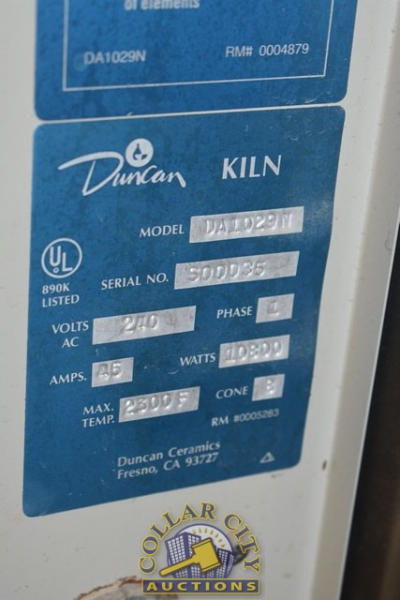 of elements
DA1029N RM# 0004879
Duncan KILN
MODEL DA1029N
UL
890K
LISTED
SERIAL NO. S00036
VOLTS AC 240 PHASE 1
AMPS. 45 WATTS 10800
MAX. TEMP. 2300 F CONE 8
RM #0005283
Duncan Ceramics
Fresno, CA 93727
COLLAR CITY
AUCTIONS